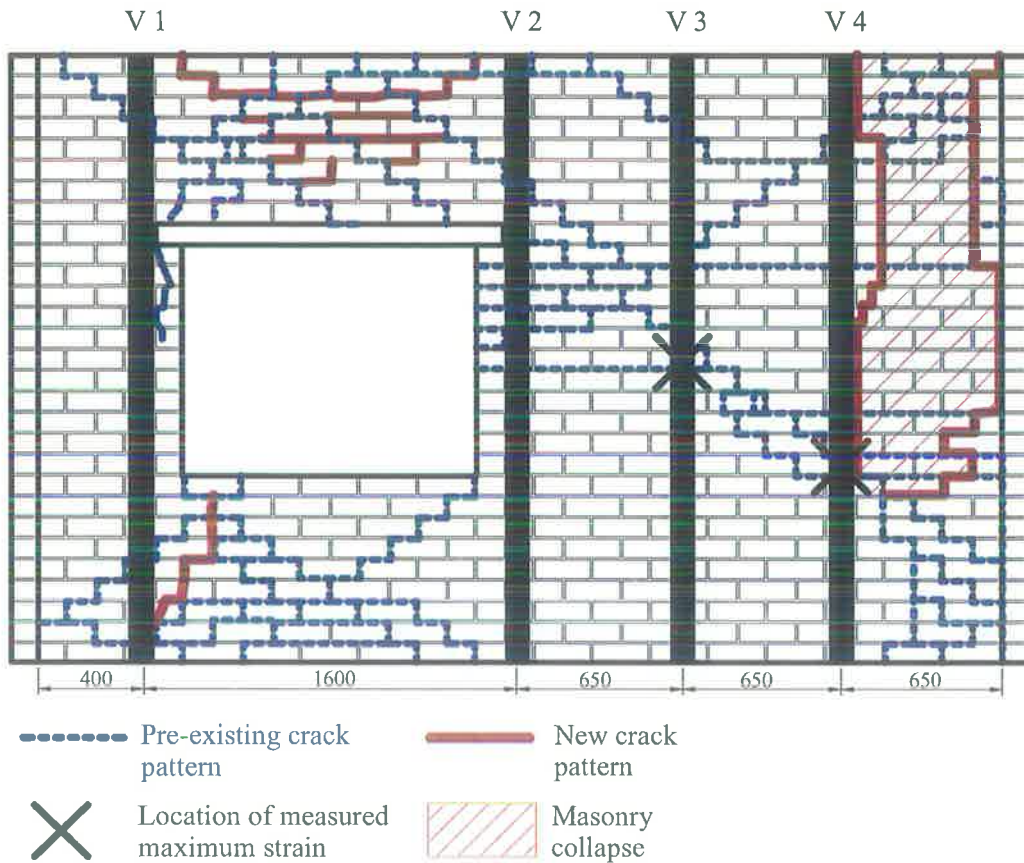 V 1 V 2 V 3 V 4
400 1600 650 650 650
Pre-existing crack
pattern
New crack
pattern
Location of measured
maximum strain
Masonry
collapse